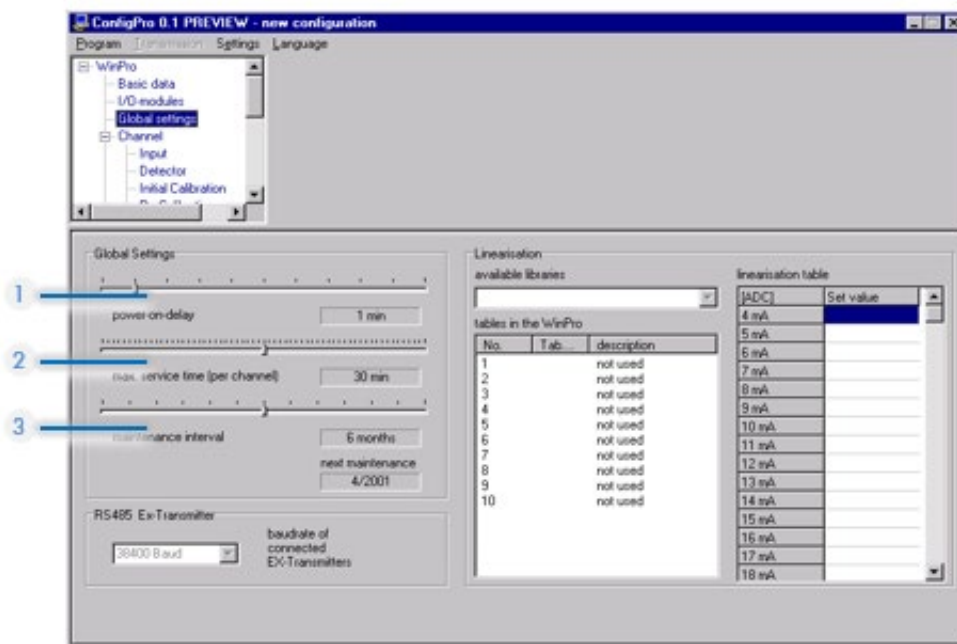 ConfigPro 0.1 PREVIEW - new configuration
Program Transmission Settings Language
WinPro
Basic data
I/O-modules
Global settings
Channel
Input
Detector
Initial Calibration
Global Settings
1
power-on-delay 1 min
2
max. service time (per channel) 30 min
3
maintenance interval 6 months
next maintenance
4/2001
RS485 Ex-Transmitter
38400 Baud
baudrate of
connected
EX-Transmitters
Linearisation
available libraries
tables in the WinPro
No. Tab... description
1 not used
2 not used
3 not used
4 not used
5 not used
6 not used
7 not used
8 not used
9 not used
10 not used
linearisation table
[ADC] Set value
4 mA
5 mA
6 mA
7 mA
8 mA
9 mA
10 mA
11 mA
12 mA
13 mA
14 mA
15 mA
16 mA
17 mA
18 mA